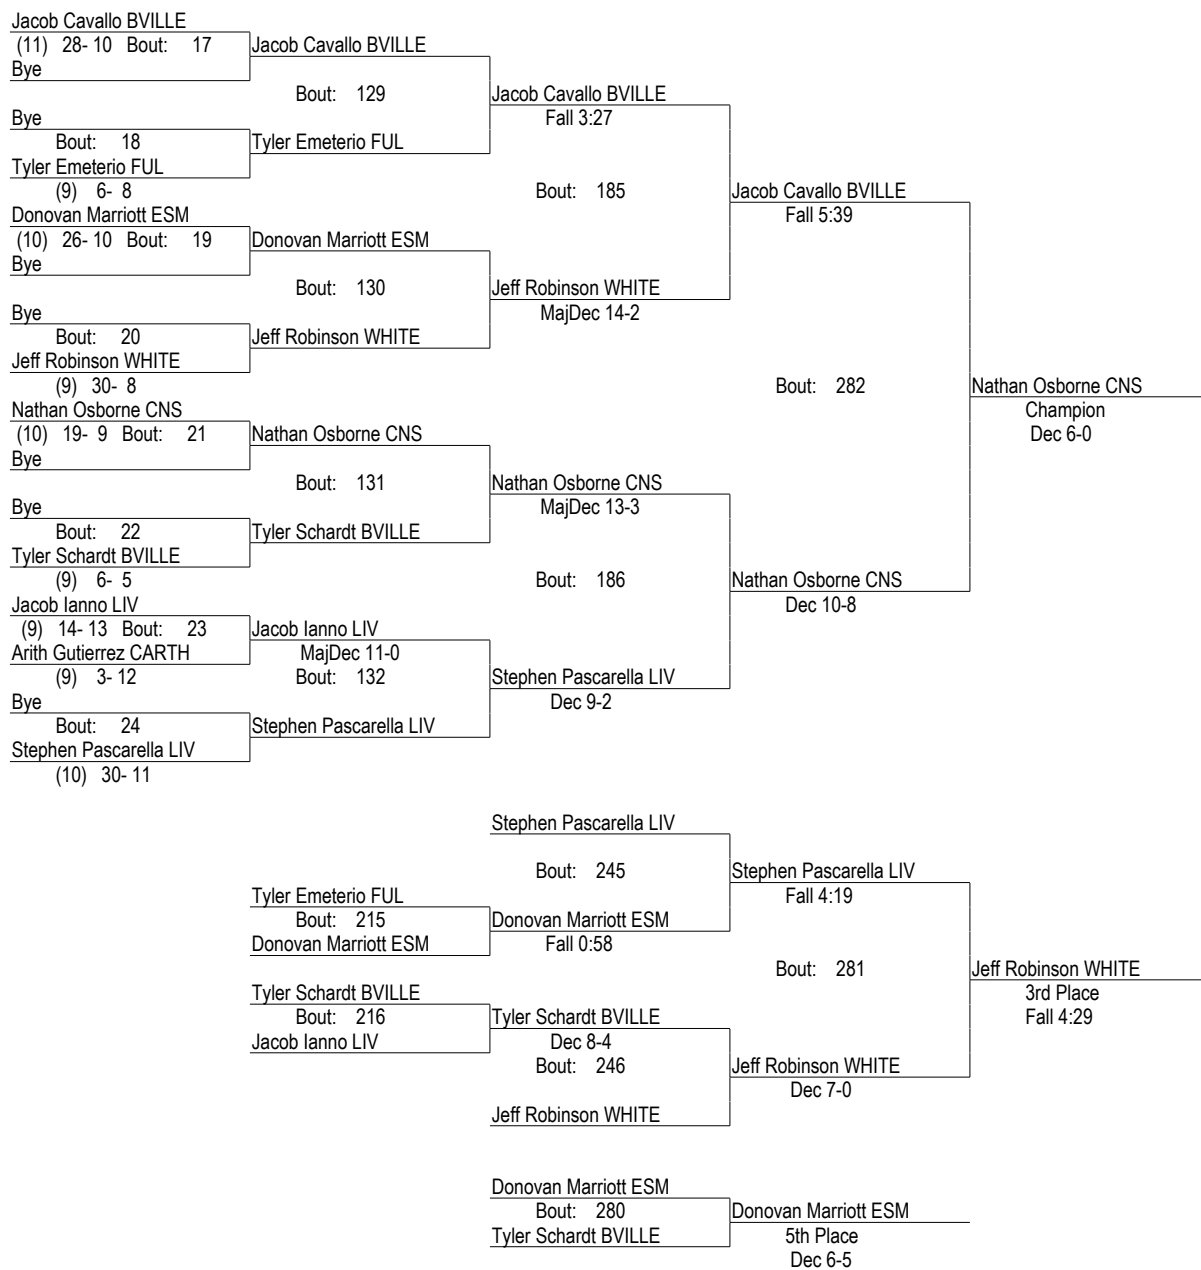 Jacob Cavallo BVILLE
(11) 28- 10 Bout: 17
Jacob Cavallo BVILLE
Bye
Bout: 129
Jacob Cavallo BVILLE
Bye
Fall 3:27
Bout: 18
Tyler Emeterio FUL
Tyler Emeterio FUL
(9) 6- 8
Bout: 185
Jacob Cavallo BVILLE
Donovan Marriott ESM
Fall 5:39
(10) 26- 10 Bout: 19
Donovan Marriott ESM
Bye
Bout: 130
Jeff Robinson WHITE
Bye
MajDec 14-2
Bout: 20
Jeff Robinson WHITE
Jeff Robinson WHITE
(9) 30- 8
Bout: 282
Nathan Osborne CNS
Nathan Osborne CNS
Champion
(10) 19- 9 Bout: 21
Nathan Osborne CNS
Dec 6-0
Bye
Bout: 131
Nathan Osborne CNS
Bye
MajDec 13-3
Bout: 22
Tyler Schardt BVILLE
Tyler Schardt BVILLE
(9) 6- 5
Bout: 186
Nathan Osborne CNS
Jacob Ianno LIV
Dec 10-8
(9) 14- 13 Bout: 23
Jacob Ianno LIV
Arith Gutierrez CARTH
MajDec 11-0
(9) 3- 12
Bout: 132
Stephen Pascarella LIV
Bye
Dec 9-2
Bout: 24
Stephen Pascarella LIV
Stephen Pascarella LIV
(10) 30- 11
Stephen Pascarella LIV
Bout: 245
Stephen Pascarella LIV
Tyler Emeterio FUL
Fall 4:19
Bout: 215
Donovan Marriott ESM
Donovan Marriott ESM
Fall 0:58
Bout: 281
Jeff Robinson WHITE
Tyler Schardt BVILLE
3rd Place
Bout: 216
Tyler Schardt BVILLE
Fall 4:29
Jacob Ianno LIV
Dec 8-4
Bout: 246
Jeff Robinson WHITE
Dec 7-0
Jeff Robinson WHITE
Donovan Marriott ESM
Bout: 280
Donovan Marriott ESM
Tyler Schardt BVILLE
5th Place
Dec 6-5